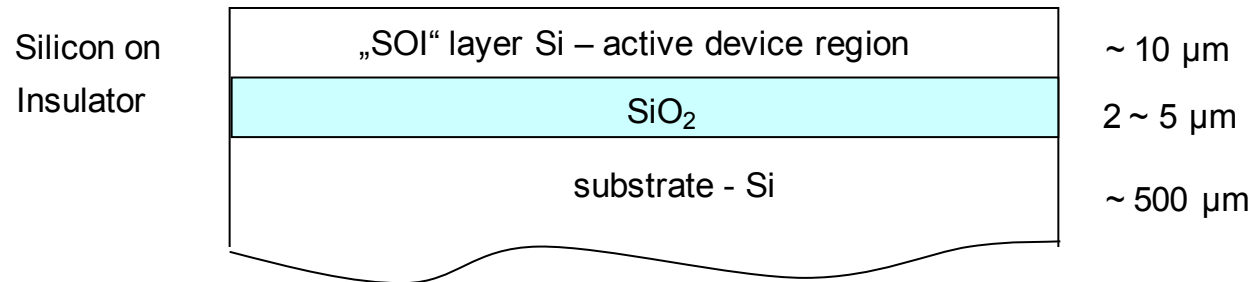 Silicon on
Insulator
„SOI“ layer Si – active device region
~ 10 µm
SiO₂
2 ~ 5 µm
substrate - Si
~ 500 µm